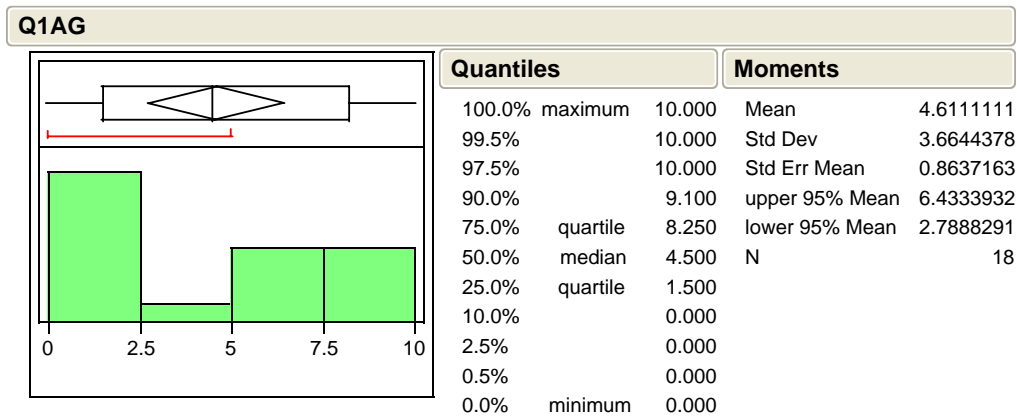 Q1AG
0 2.5 5 7.5 10
Quantiles
100.0% maximum 10.000
99.5% 10.000
97.5% 10.000
90.0% 9.100
75.0% quartile 8.250
50.0% median 4.500
25.0% quartile 1.500
10.0% 0.000
2.5% 0.000
0.5% 0.000
0.0% minimum 0.000
Moments
Mean 4.6111111
Std Dev 3.6644378
Std Err Mean 0.8637163
upper 95% Mean 6.4333932
lower 95% Mean 2.7888291
N 18